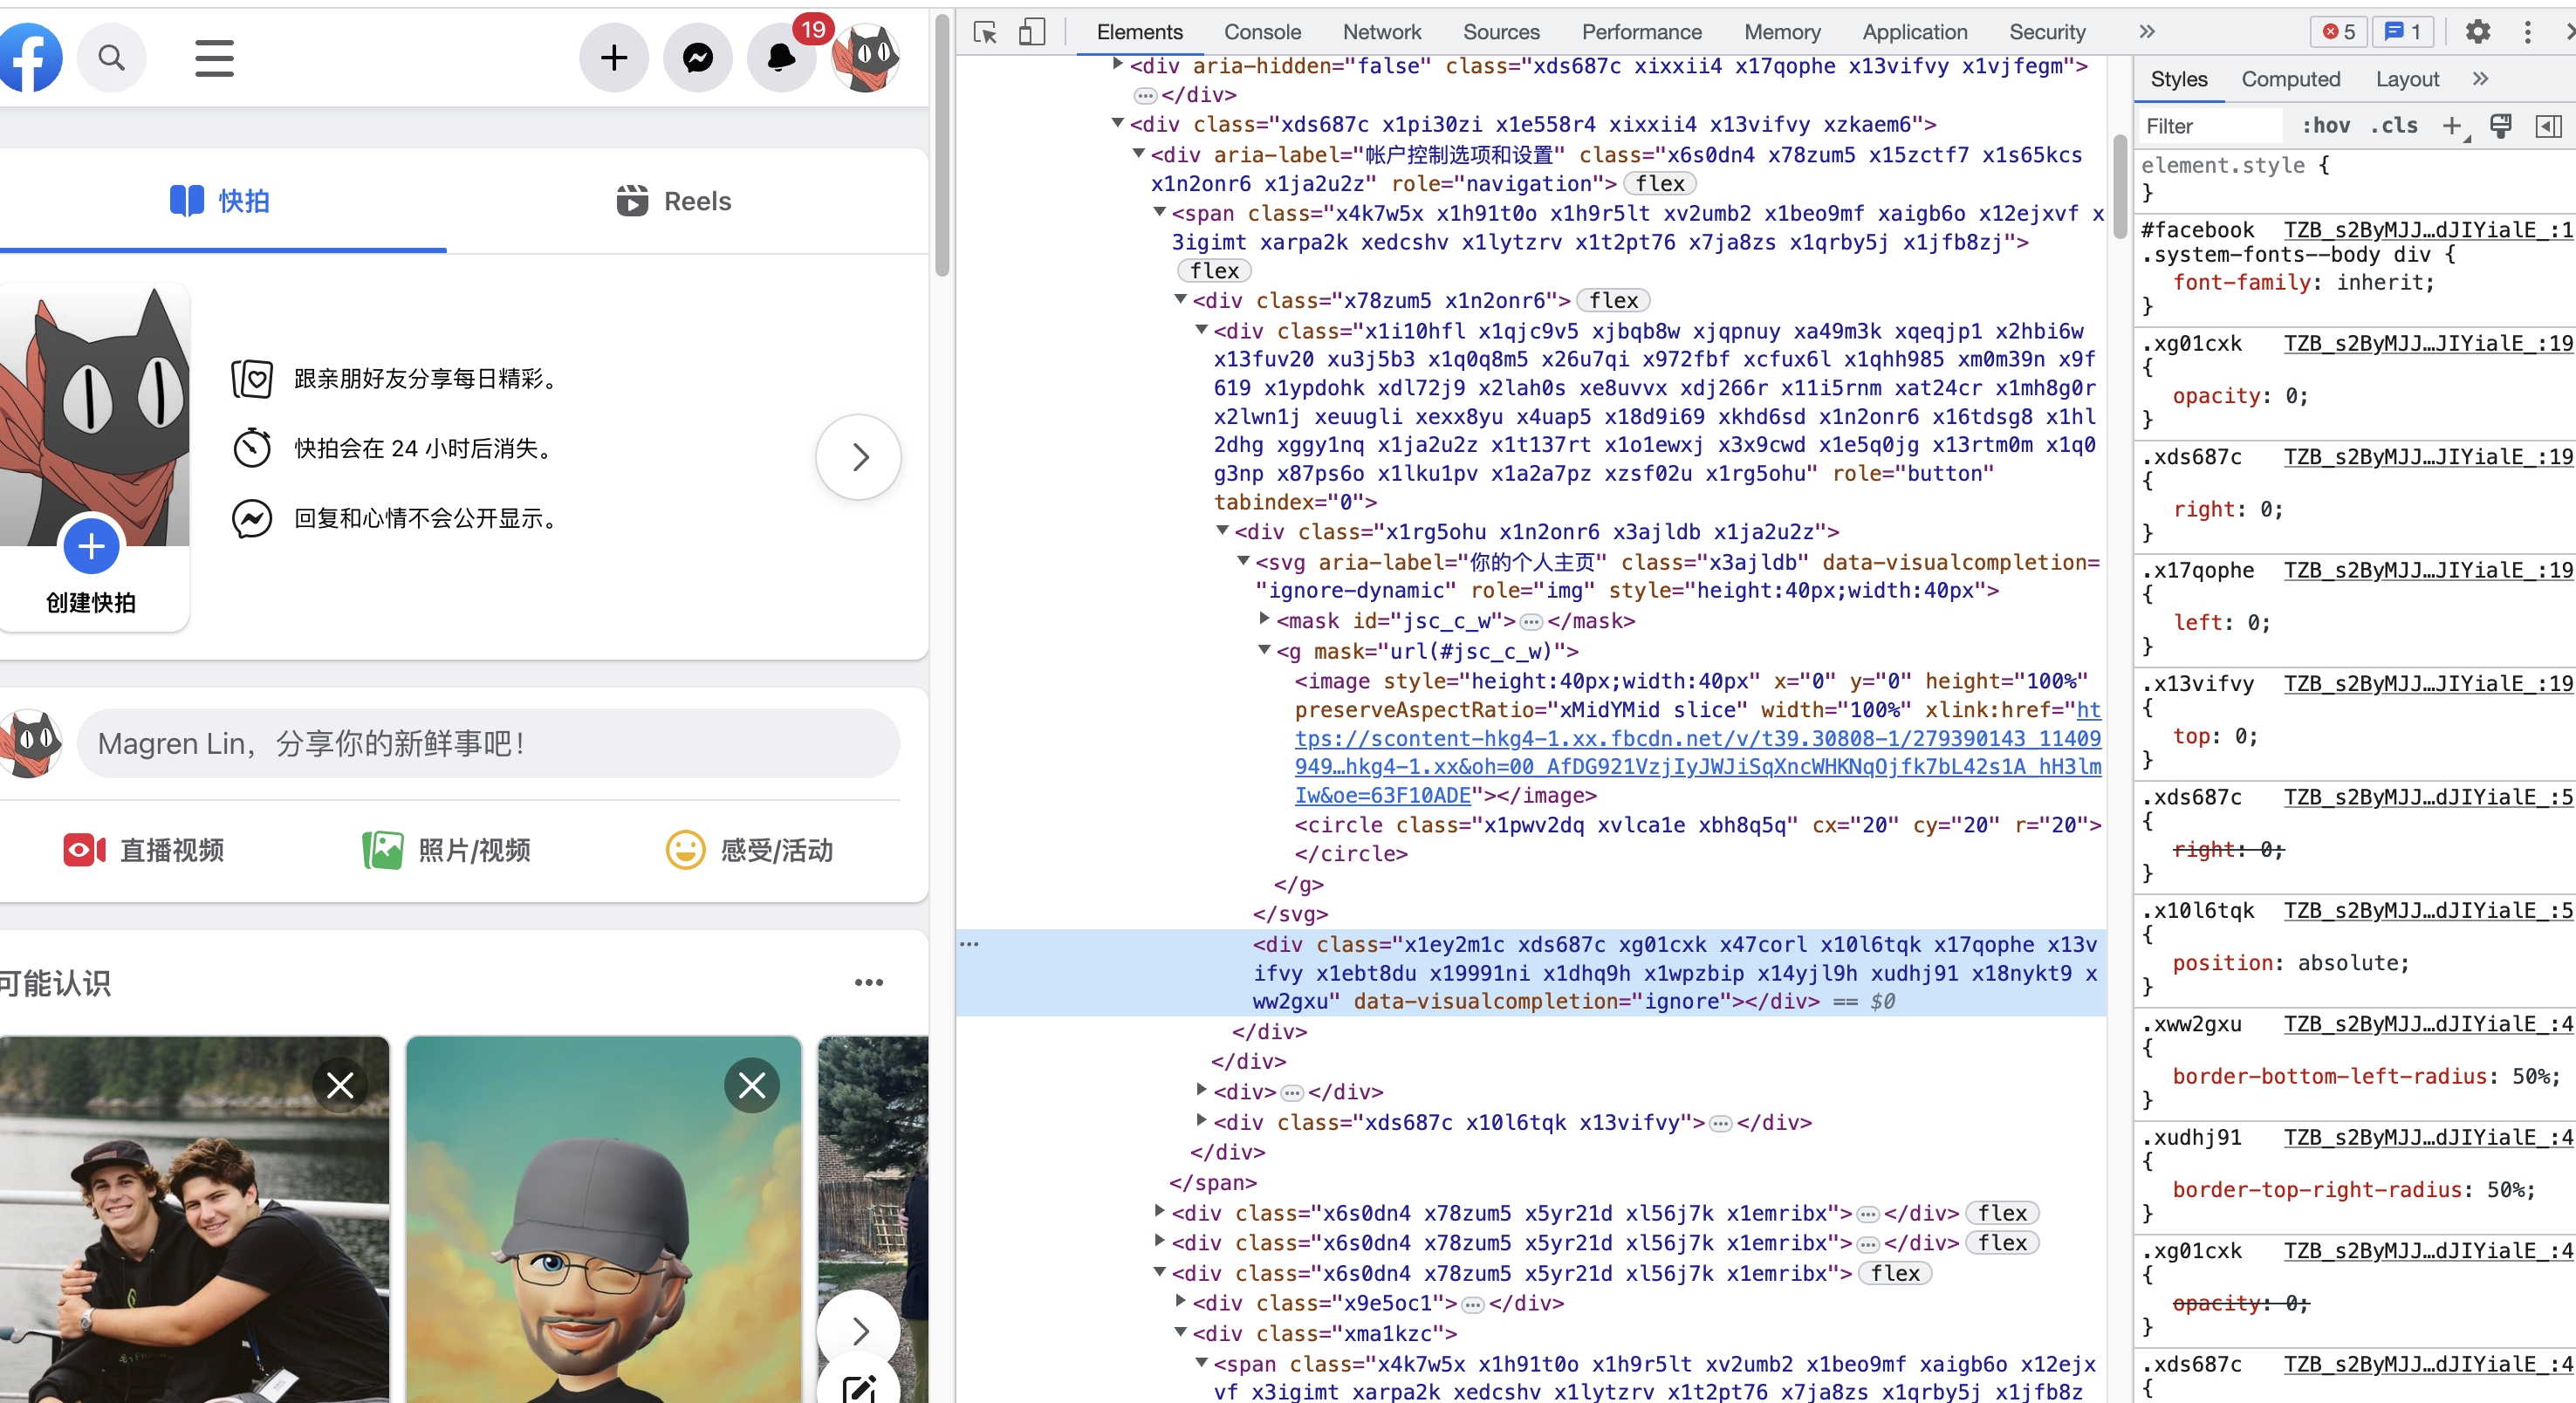 19
快拍
Reels
跟亲朋好友分享每日精彩。
快拍会在 24 小时后消失。
回复和心情不会公开显示。
创建快拍
Magren Lin，分享你的新鲜事吧！
直播视频
照片/视频
感受/活动
可能认识
Elements Console Network Sources Performance Memory Application Security
5 1
<div aria-hidden="false" class="xds687c xixxii4 x17qophe x13vifvy x1vjfegm">
…</div>
<div class="xds687c x1pi30zi x1e558r4 xixxii4 x13vifvy xzkaem6">
<div aria-label="帐户控制选项和设置" class="x6s0dn4 x78zum5 x15zctf7 x1s65kcs
x1n2onr6 x1ja2u2z" role="navigation"> flex
<span class="x4k7w5x x1h91t0o x1h9r5lt xv2umb2 x1beo9mf xaigb6o x12ejxvf x
3igimt xarpa2k xedcshv x1lytzrv x1t2pt76 x7ja8zs x1qrby5j x1jfb8zj">
flex
<div class="x78zum5 x1n2onr6"> flex
<div class="x1i10hfl x1qjc9v5 xjbqb8w xjqpnuy xa49m3k xqeqjp1 x2hbi6w
x13fuv20 xu3j5b3 x1q0q8m5 x26u7qi x972fbf xcfux6l x1qhh985 xm0m39n x9f
619 x1ypdohk xdl72j9 x2lah0s xe8uvvx xdj266r x11i5rnm xat24cr x1mh8g0r
x2lwn1j xeuugli xexx8yu x4uap5 x18d9i69 xkhd6sd x1n2onr6 x16tdsg8 x1hl
2dhg xggy1nq x1ja2u2z x1t137rt x1o1ewxj x3x9cwd x1e5q0jg x13rtm0m x1q0
g3np x87ps6o x1lku1pv x1a2a7pz xzsf02u x1rg5ohu" role="button"
tabindex="0">
<div class="x1rg5ohu x1n2onr6 x3ajldb x1ja2u2z">
<svg aria-label="你的个人主页" class="x3ajldb" data-visualcompletion=
"ignore-dynamic" role="img" style="height:40px;width:40px">
<mask id="jsc_c_w">…</mask>
<g mask="url(#jsc_c_w)">
<image style="height:40px;width:40px" x="0" y="0" height="100%"
preserveAspectRatio="xMidYMid slice" width="100%" xlink:href="ht
tps://scontent-hkg4-1.xx.fbcdn.net/v/t39.30808-1/279390143_11409
949…hkg4-1.xx&oh=00_AfDG921VzjIyJWJiSqXncWHKNqOjfk7bL42s1A_hH3lm
Iw&oe=63F10ADE"></image>
<circle class="x1pwv2dq xvlca1e xbh8q5q" cx="20" cy="20" r="20">
</circle>
</g>
</svg>
<div class="x1ey2m1c xds687c xg01cxk x47corl x10l6tqk x17qophe x13v
ifvy x1ebt8du x19991ni x1dhq9h x1wpzbip x14yjl9h xudhj91 x18nykt9 x
ww2gxu" data-visualcompletion="ignore"></div> == $0
</div>
</div>
<div>…</div>
<div class="xds687c x10l6tqk x13vifvy">…</div>
</div>
</span>
<div class="x6s0dn4 x78zum5 x5yr21d xl56j7k x1emribx">…</div> flex
<div class="x6s0dn4 x78zum5 x5yr21d xl56j7k x1emribx">…</div> flex
<div class="x6s0dn4 x78zum5 x5yr21d xl56j7k x1emribx"> flex
<div class="x9e5oc1">…</div>
<div class="xma1kzc">
<span class="x4k7w5x x1h91t0o x1h9r5lt xv2umb2 x1beo9mf xaigb6o x12ejx
vf x3igimt xarpa2k xedcshv x1lytzrv x1t2pt76 x7ja8zs x1qrby5j x1jfb8z
Styles Computed Layout
Filter :hov .cls
element.style {
}
#facebook TZB_s2ByMJJ…dJIYialE_:1
.system-fonts--body div {
font-family: inherit;
}
.xg01cxk TZB_s2ByMJJ…JIYialE_:19
{
opacity: 0;
}
.xds687c TZB_s2ByMJJ…JIYialE_:19
{
right: 0;
}
.x17qophe TZB_s2ByMJJ…JIYialE_:19
{
left: 0;
}
.x13vifvy TZB_s2ByMJJ…JIYialE_:19
{
top: 0;
}
.xds687c TZB_s2ByMJJ…dJIYialE_:5
{
right: 0;
}
.x10l6tqk TZB_s2ByMJJ…dJIYialE_:5
{
position: absolute;
}
.xww2gxu TZB_s2ByMJJ…dJIYialE_:4
{
border-bottom-left-radius: 50%;
}
.xudhj91 TZB_s2ByMJJ…dJIYialE_:4
{
border-top-right-radius: 50%;
}
.xg01cxk TZB_s2ByMJJ…dJIYialE_:4
{
opacity: 0;
}
.xds687c TZB_s2ByMJJ…dJIYialE_:4
{